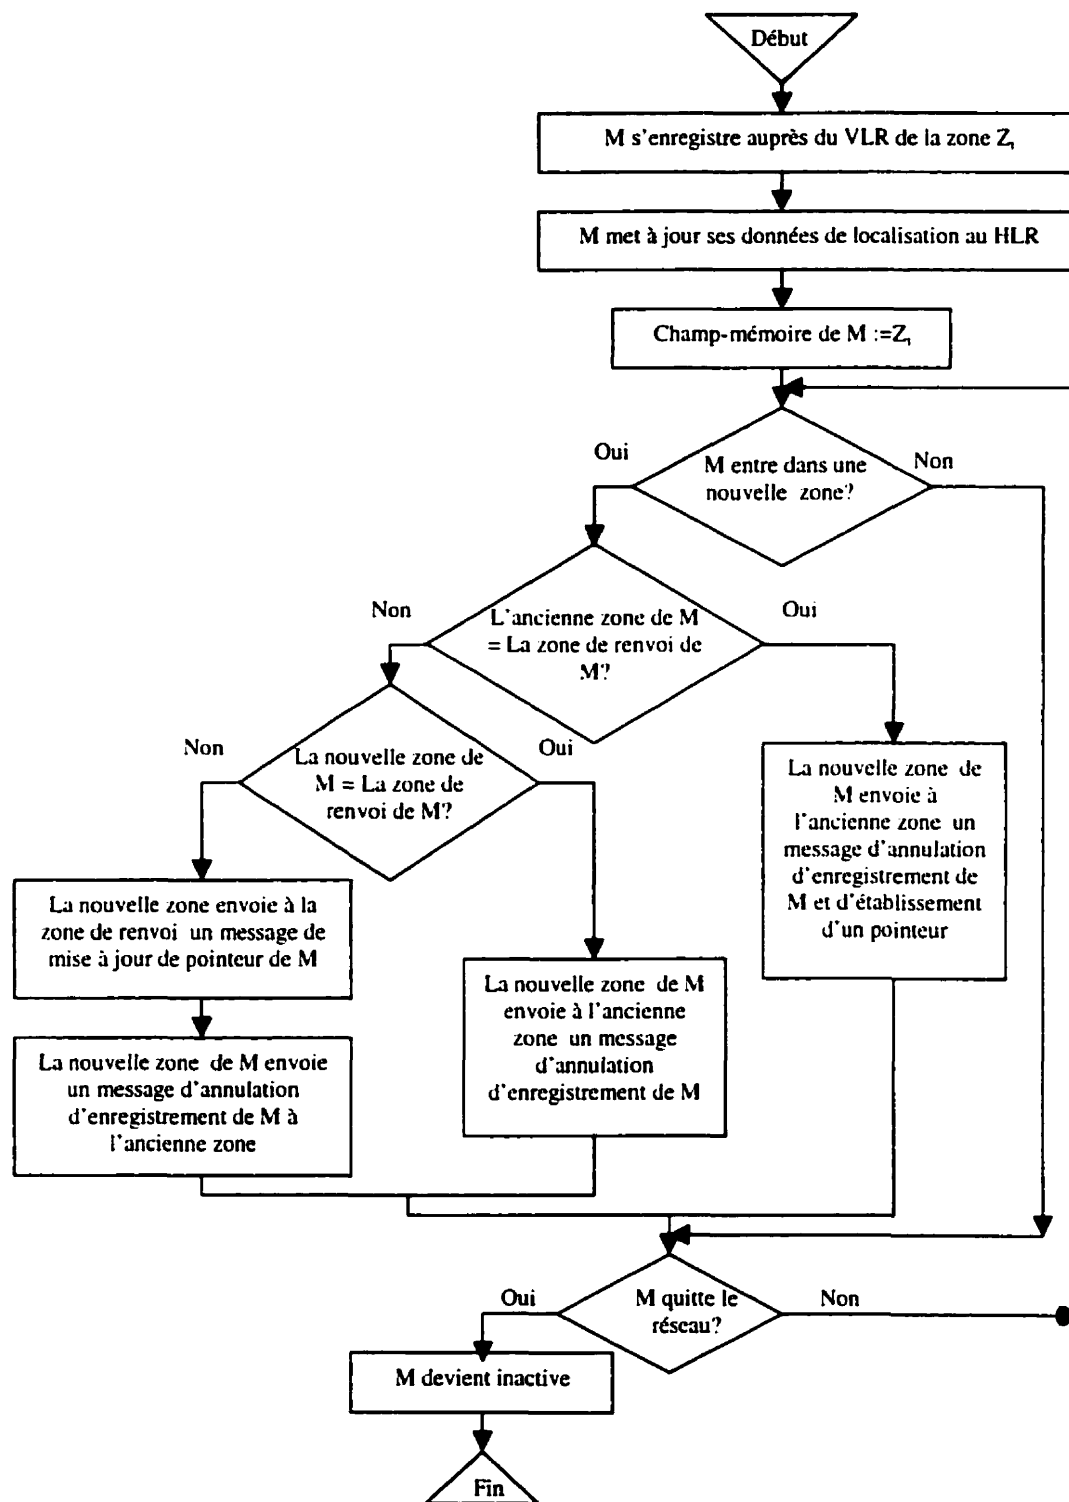 Début
M s'enregistre auprès du VLR de la zone Z₁
M met à jour ses données de localisation au HLR
Champ-mémoire de M :=Z₁
Oui
M entre dans une
nouvelle zone?
Non
Non
L'ancienne zone de M
= La zone de renvoi de
M?
Oui
Non
La nouvelle zone de
M = La zone de
renvoi de M?
Oui
La nouvelle zone de
M envoie à
l'ancienne zone un
message d'annulation
d'enregistrement de
M et d'établissement
d'un pointeur
La nouvelle zone envoie à la
zone de renvoi un message de
mise à jour de pointeur de M
La nouvelle zone de M
envoie à l'ancienne
zone un message
d'annulation
d'enregistrement de M
La nouvelle zone de M envoie
un message d'annulation
d'enregistrement de M à
l'ancienne zone
Oui
M quitte le
réseau?
Non
M devient inactive
Fin